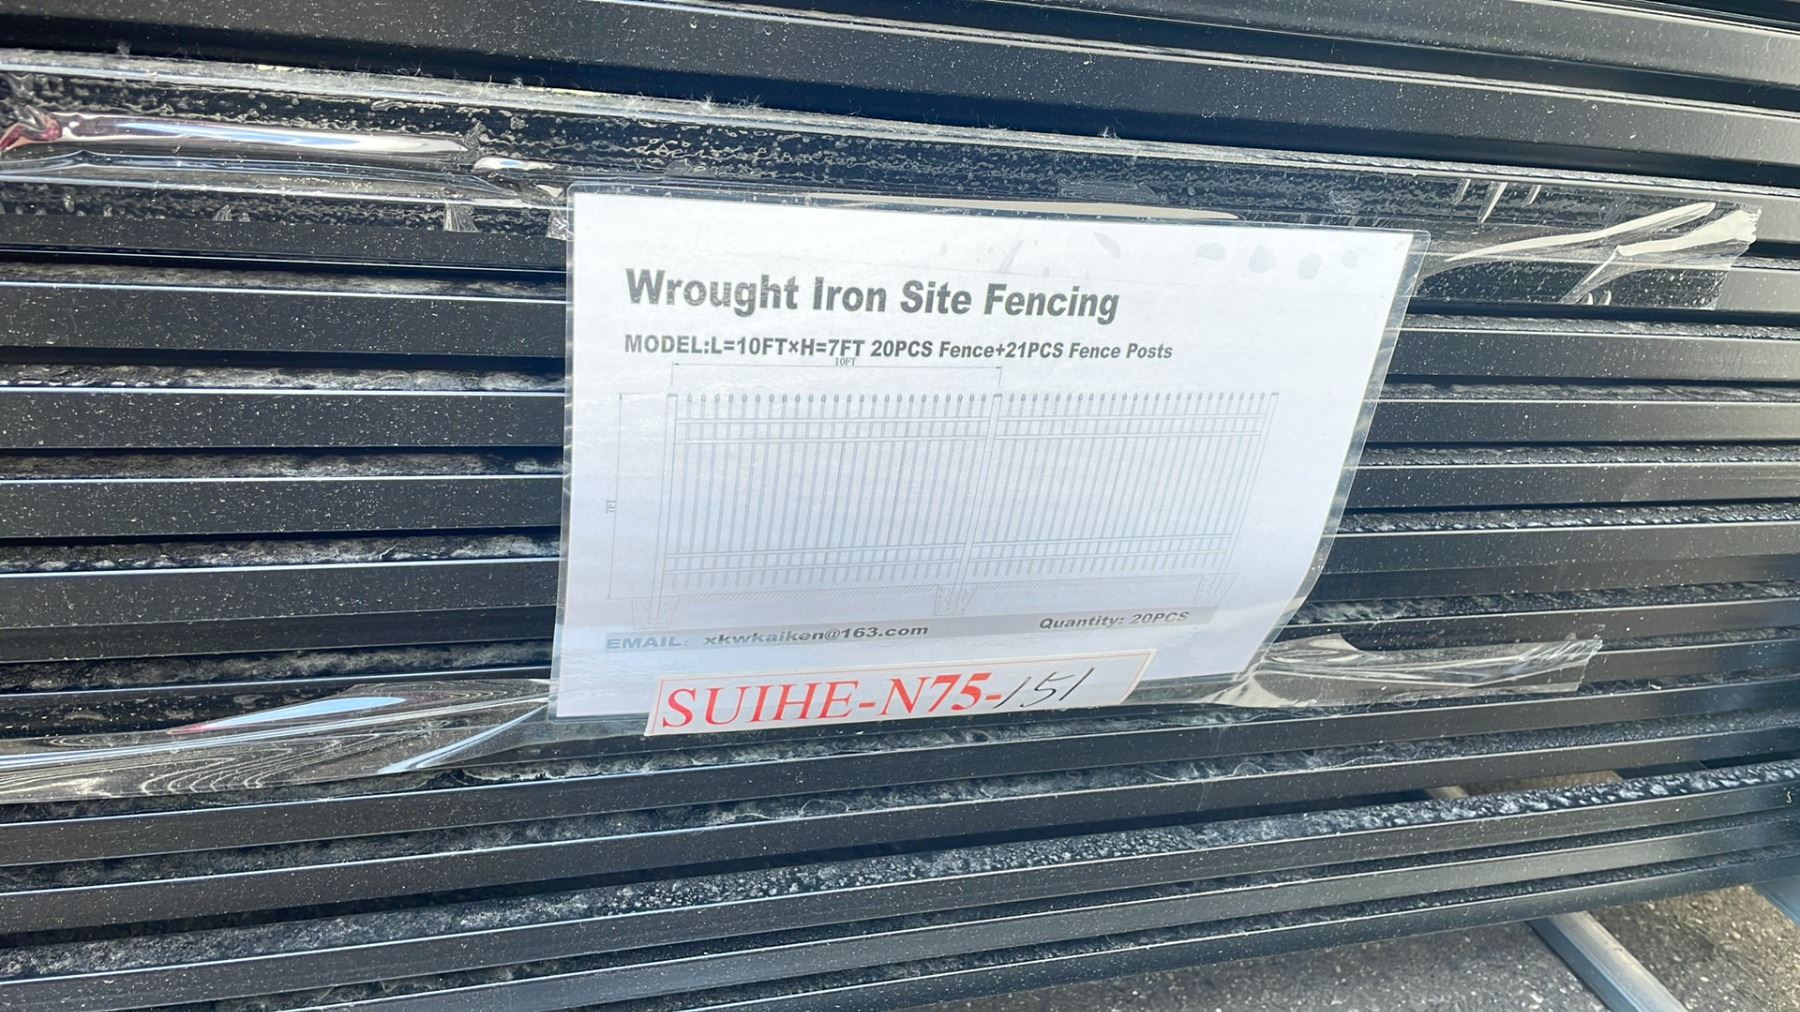 Wrought Iron Site Fencing
MODEL:L=10FT×H=7FT 20PCS Fence+21PCS Fence Posts
10FT
7FT
EMAIL: xkwkaiken@163.com
Quantity: 20PCS
SUIHE-N75-151